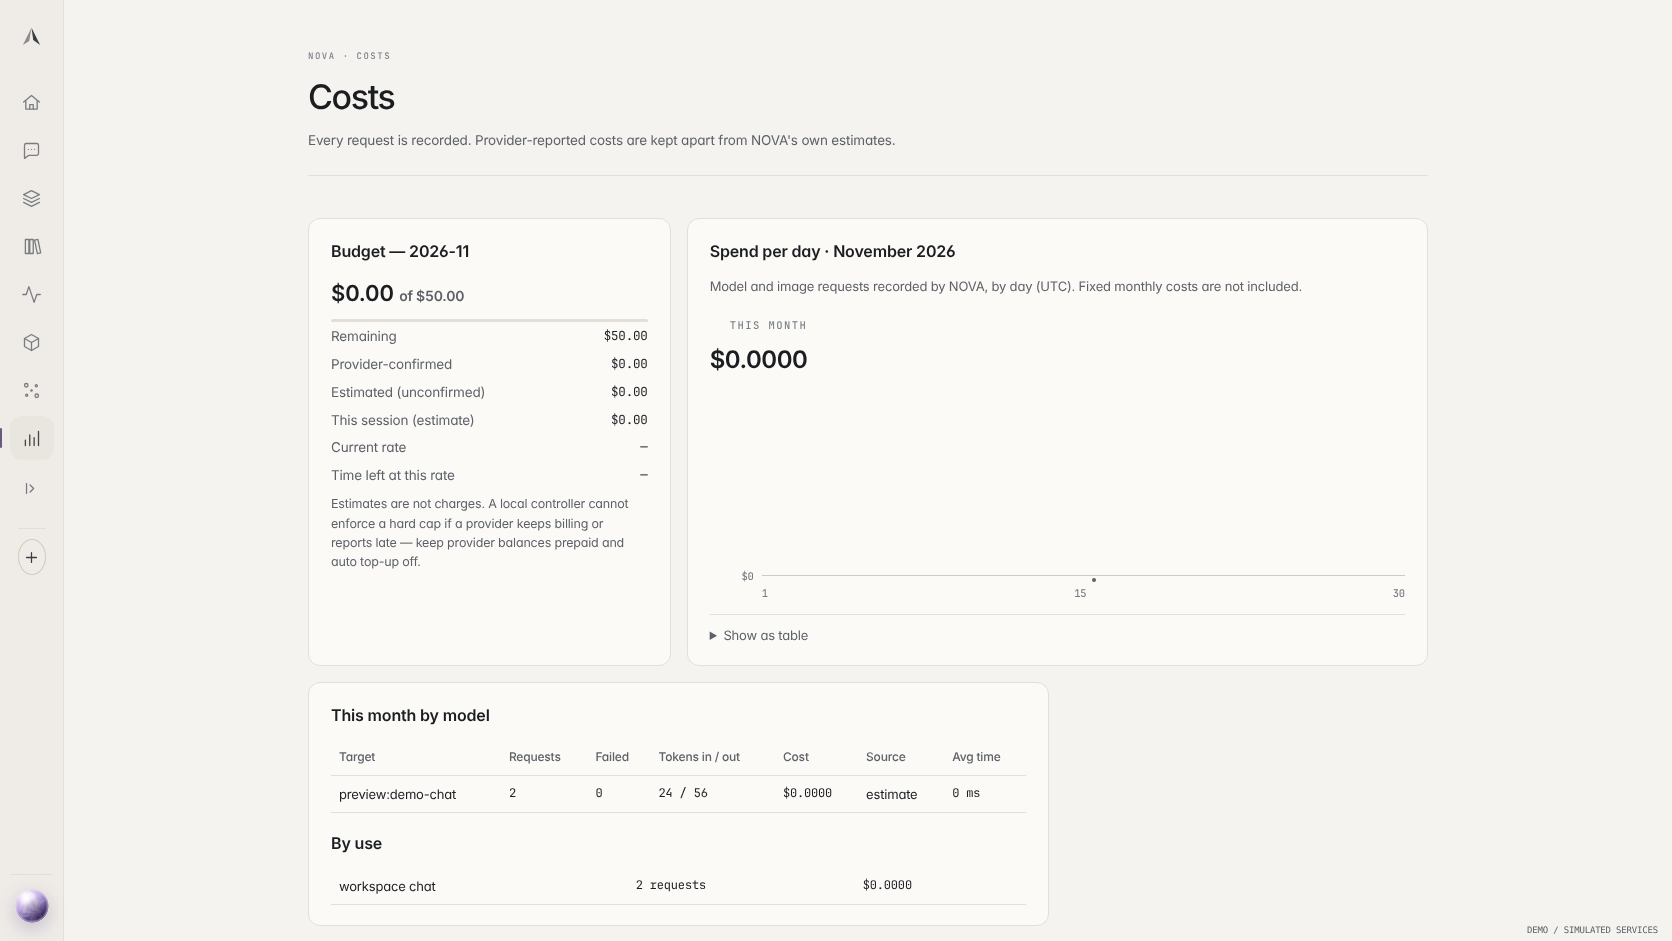 NOVA · COSTS
Costs
Every request is recorded. Provider-reported costs are kept apart from NOVA's own estimates.
Budget — 2026-11
$0.00 of $50.00
Remaining $50.00
Provider-confirmed $0.00
Estimated (unconfirmed) $0.00
This session (estimate) $0.00
Current rate —
Time left at this rate —
Estimates are not charges. A local controller cannot
enforce a hard cap if a provider keeps billing or
reports late — keep provider balances prepaid and
auto top-up off.
Spend per day · November 2026
Model and image requests recorded by NOVA, by day (UTC). Fixed monthly costs are not included.
THIS MONTH
$0.0000
$0
1 15 30
Show as table
This month by model
Target Requests Failed Tokens in / out Cost Source Avg time
preview:demo-chat 2 0 24 / 56 $0.0000 estimate 0 ms
By use
workspace chat 2 requests $0.0000
DEMO / SIMULATED SERVICES